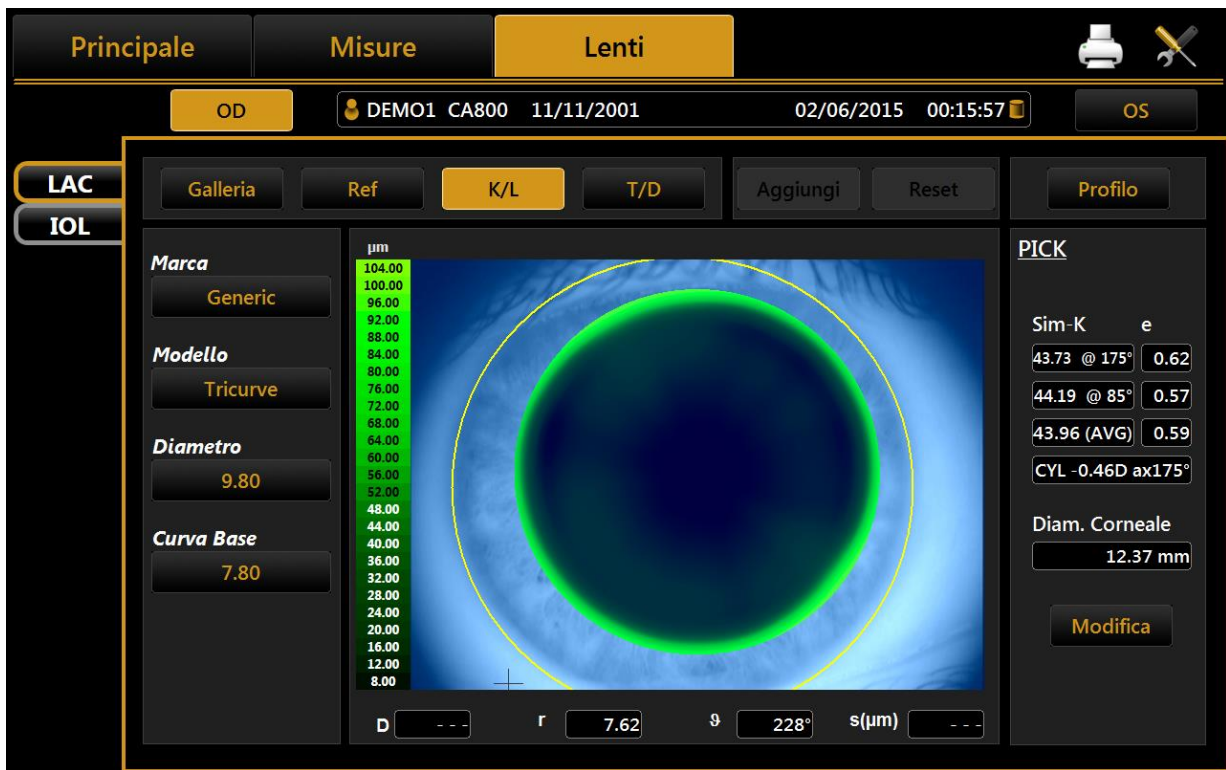 Principale Misure Lenti
OD DEMO1 CA800 11/11/2001 02/06/2015 00:15:57 OS
LAC
IOL
Galleria Ref K/L T/D Aggiungi Reset Profilo
Marca
Generic
Modello
Tricurve
Diametro
9.80
Curva Base
7.80
µm
104.00
100.00
96.00
92.00
88.00
84.00
80.00
76.00
72.00
68.00
64.00
60.00
56.00
52.00
48.00
44.00
40.00
36.00
32.00
28.00
24.00
20.00
16.00
12.00
8.00
D - - - r 7.62 ϑ 228° s(µm) - - -
PICK
Sim-K e
43.73 @ 175° 0.62
44.19 @ 85° 0.57
43.96 (AVG) 0.59
CYL -0.46D ax175°
Diam. Corneale
12.37 mm
Modifica